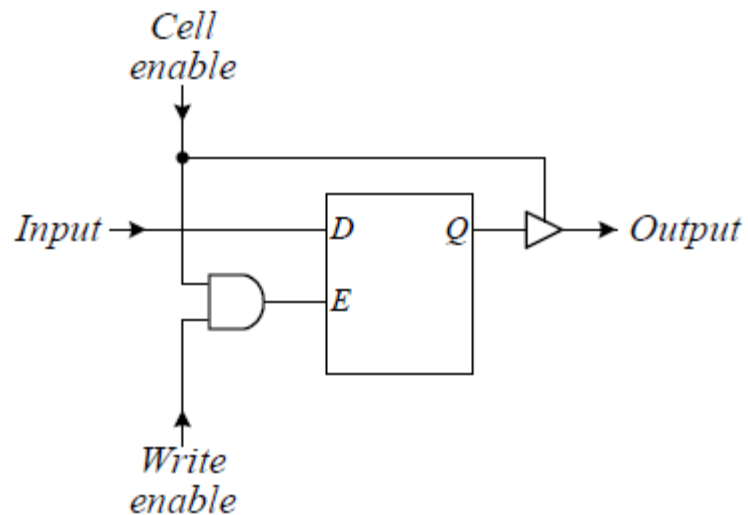 Cell
enable
Input
D
Q
Output
E
Write
enable